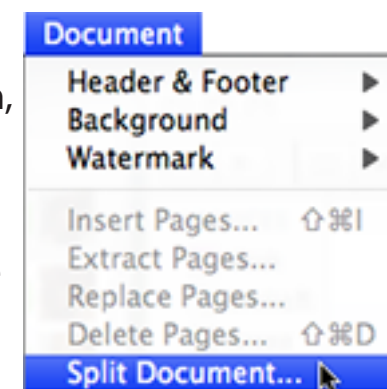 Document
Header & Footer ▶
Background ▶
Watermark ▶
Insert Pages... ⇧⌘I
Extract Pages...
Replace Pages...
Delete Pages... ⇧⌘D
Split Document...